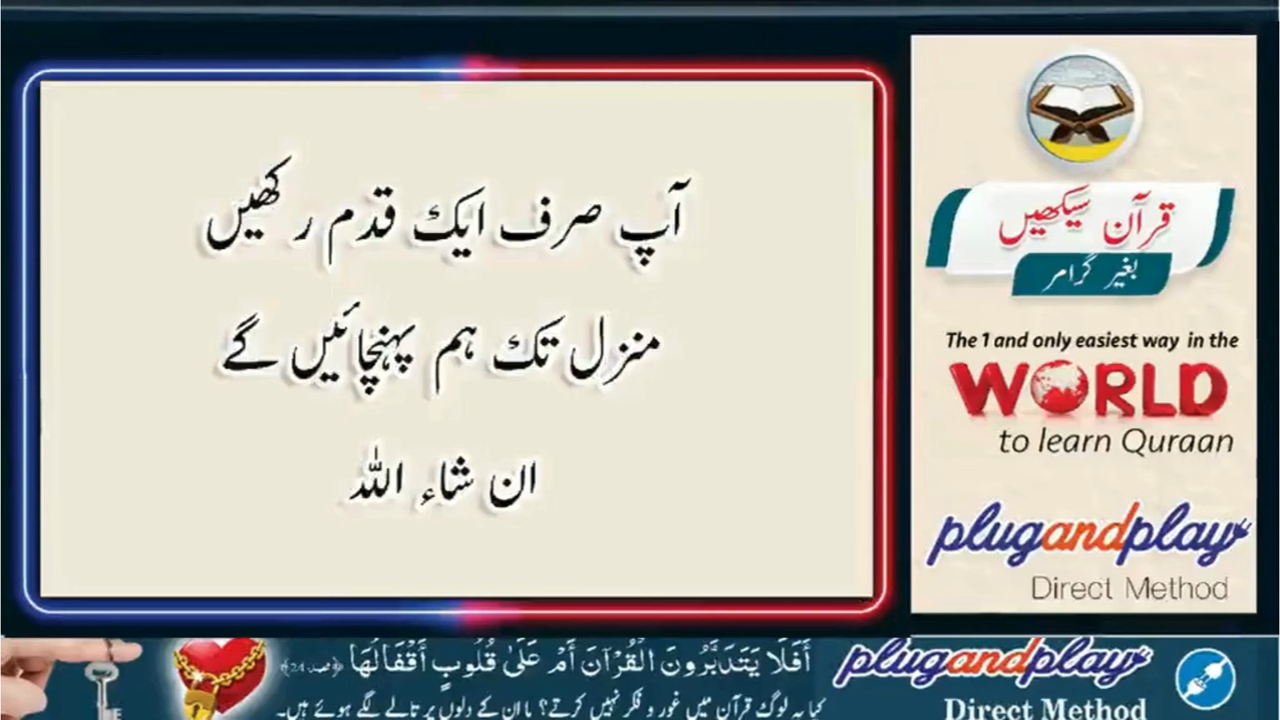 آپ صرف ایک قدم رکھیں
منزل تک ہم پہنچائیں گے
ان شاء اللہ
قرآن سیکھیں
بغیر گرامر
The 1 and only easiest way in the
WORLD
to learn Quraan
plugandplay
Direct Method
أَفَلَا يَتَدَبَّرُونَ الْقُرْآنَ أَمْ عَلَىٰ قُلُوبٍ أَقْفَالُهَا
کیا یہ لوگ قرآن میں غور و فکر نہیں کرتے؟ یا ان کے دلوں پر تالے لگے ہوئے ہیں۔
plugandplay
Direct Method